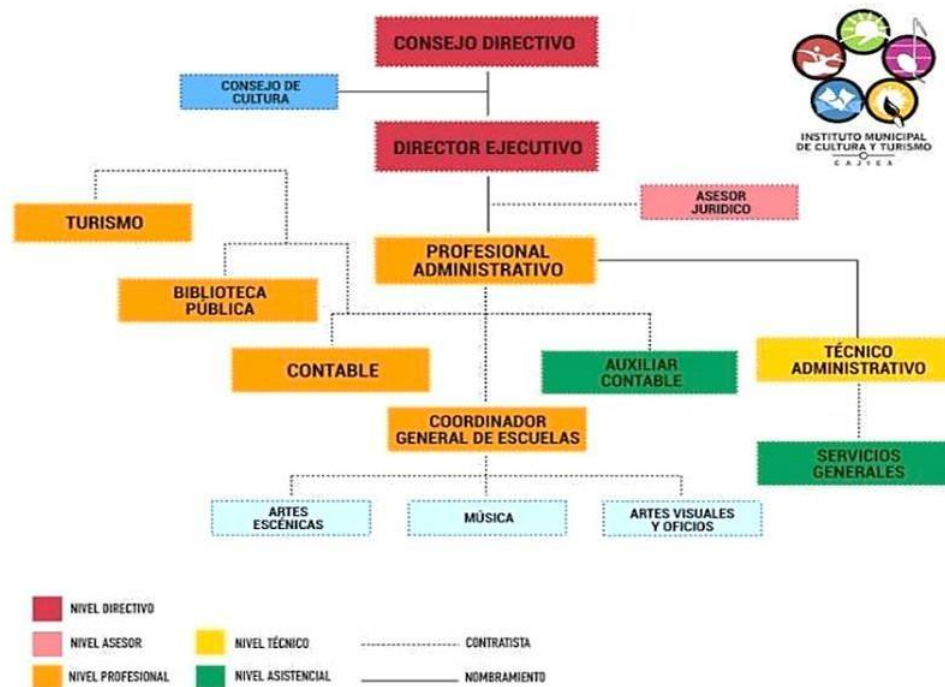 CONSEJO DIRECTIVO
CONSEJO DE
CULTURA
DIRECTOR EJECUTIVO
INSTITUTO MUNICIPAL
DE CULTURA Y TURISMO
CAJICA
ASESOR
JURIDICO
TURISMO
PROFESIONAL
ADMINISTRATIVO
BIBLIOTECA
PÚBLICA
CONTABLE
AUXILIAR
CONTABLE
TÉCNICO
ADMINISTRATIVO
COORDINADOR
GENERAL DE ESCUELAS
SERVICIOS
GENERALES
ARTES
ESCÉNICAS
MÚSICA
ARTES VISUALES
Y OFICIOS
NIVEL DIRECTIVO
NIVEL ASESOR
NIVEL TÉCNICO
CONTRATISTA
NIVEL PROFESIONAL
NIVEL ASISTENCIAL
NOMBRAMIENTO